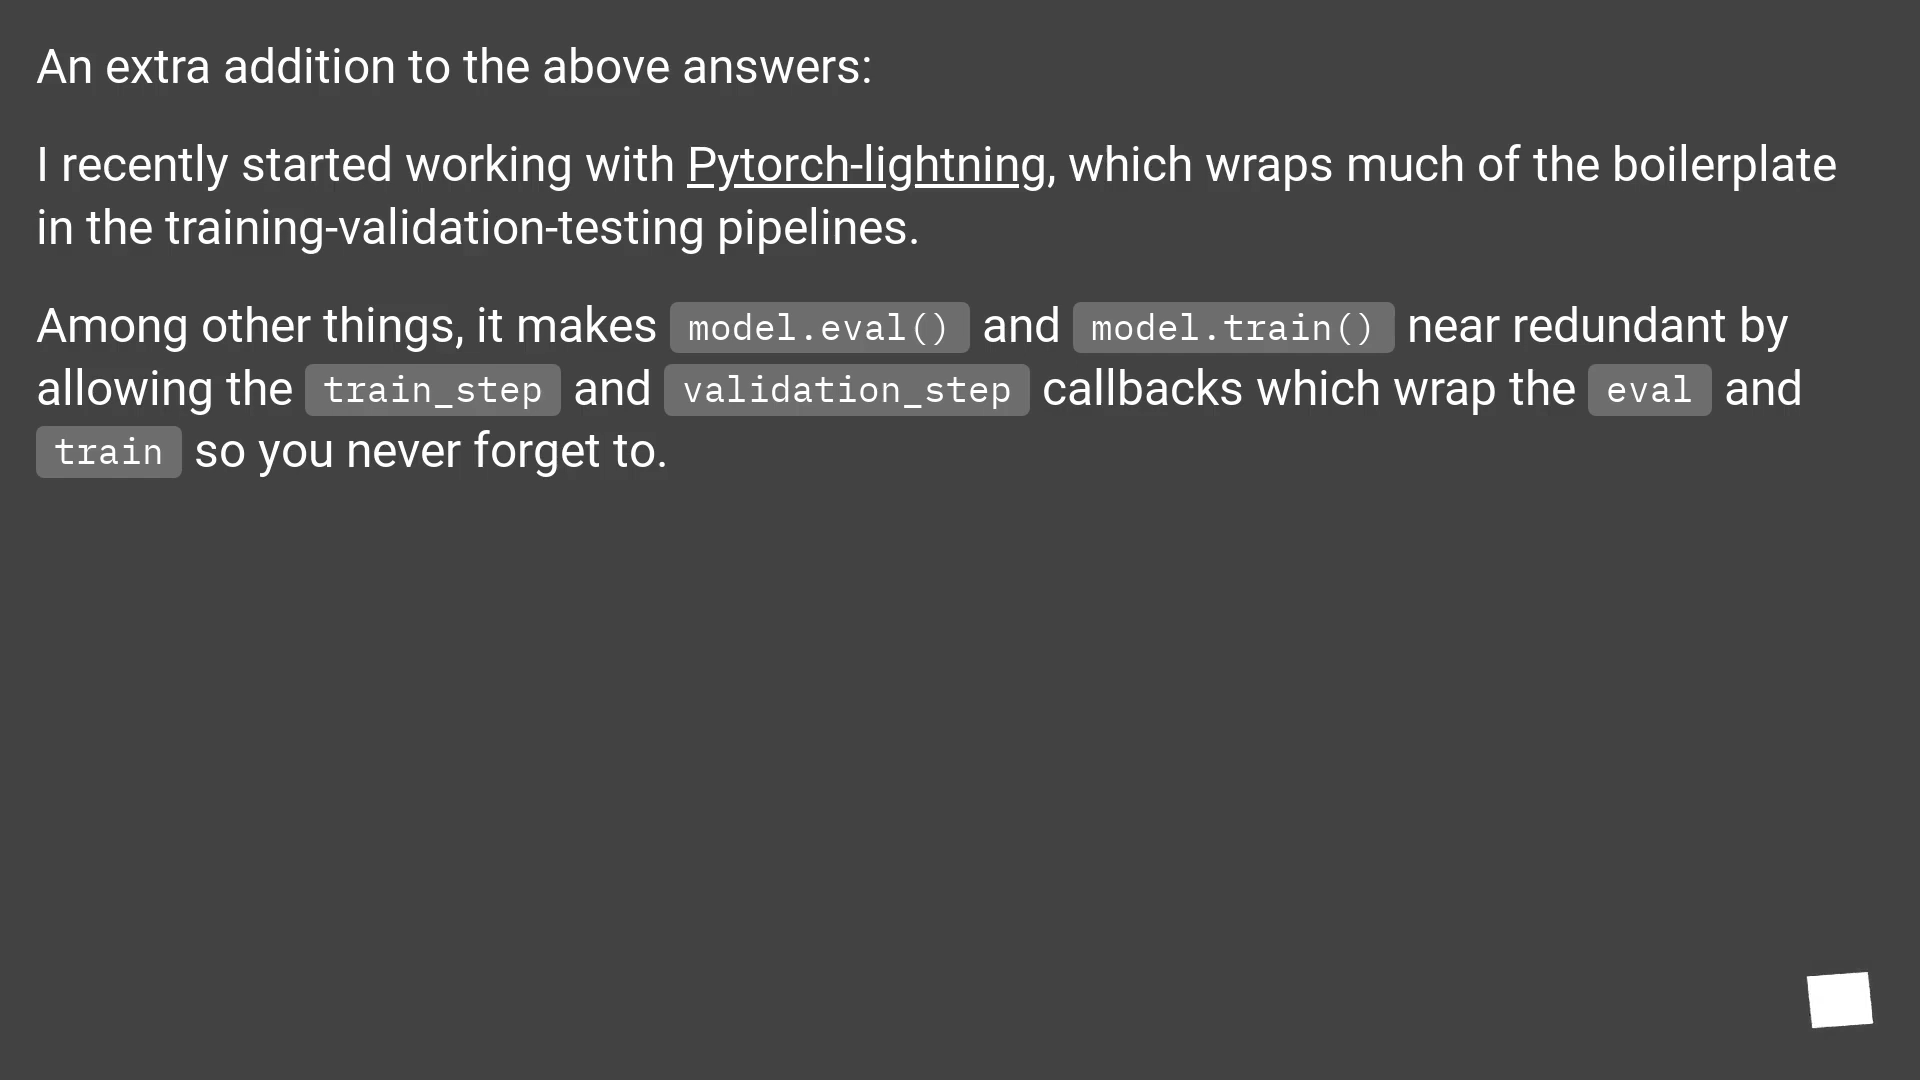 An extra addition to the above answers:
I recently started working with Pytorch-lightning, which wraps much of the boilerplate
in the training-validation-testing pipelines.
Among other things, it makes model.eval() and model.train() near redundant by
allowing the train_step and validation_step callbacks which wrap the eval and
train so you never forget to.